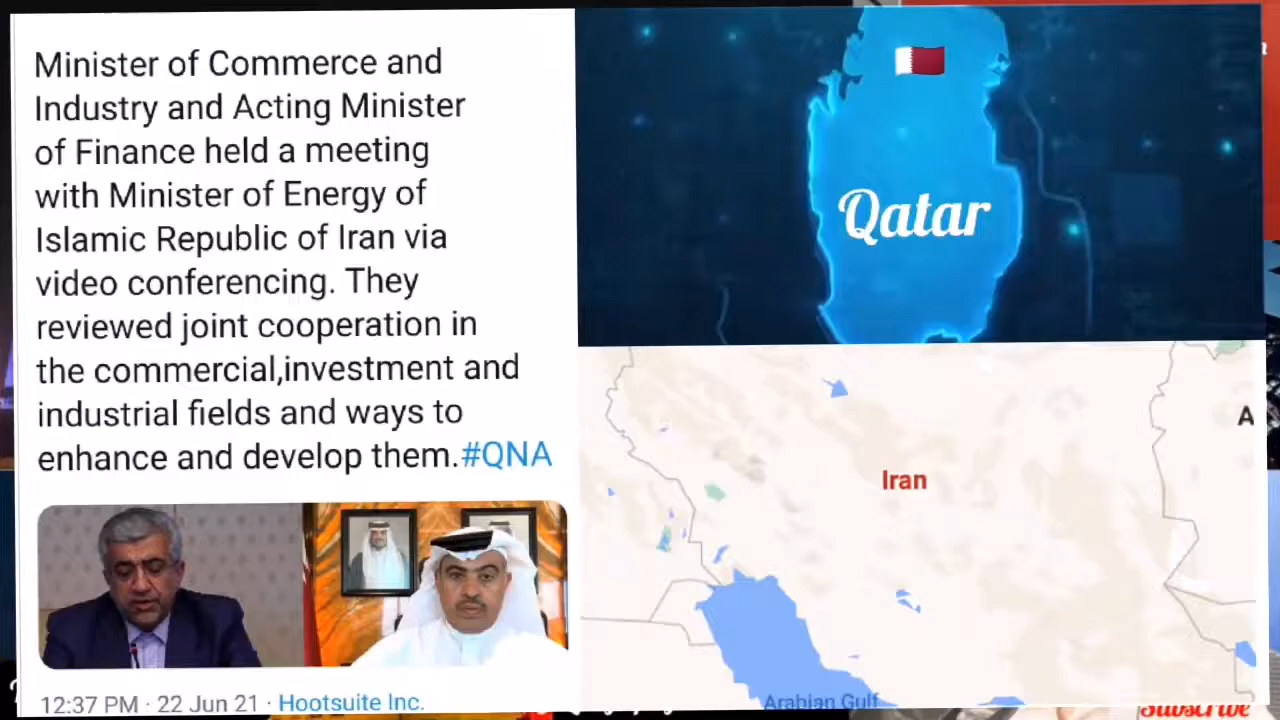 Minister of Commerce and
Industry and Acting Minister
of Finance held a meeting
with Minister of Energy of
Islamic Republic of Iran via
video conferencing. They
reviewed joint cooperation in
the commercial,investment and
industrial fields and ways to
enhance and develop them.#QNA
12:37 PM · 22 Jun 21 · Hootsuite Inc.
Qatar
Iran
A
Arabian Gulf
Subscribe